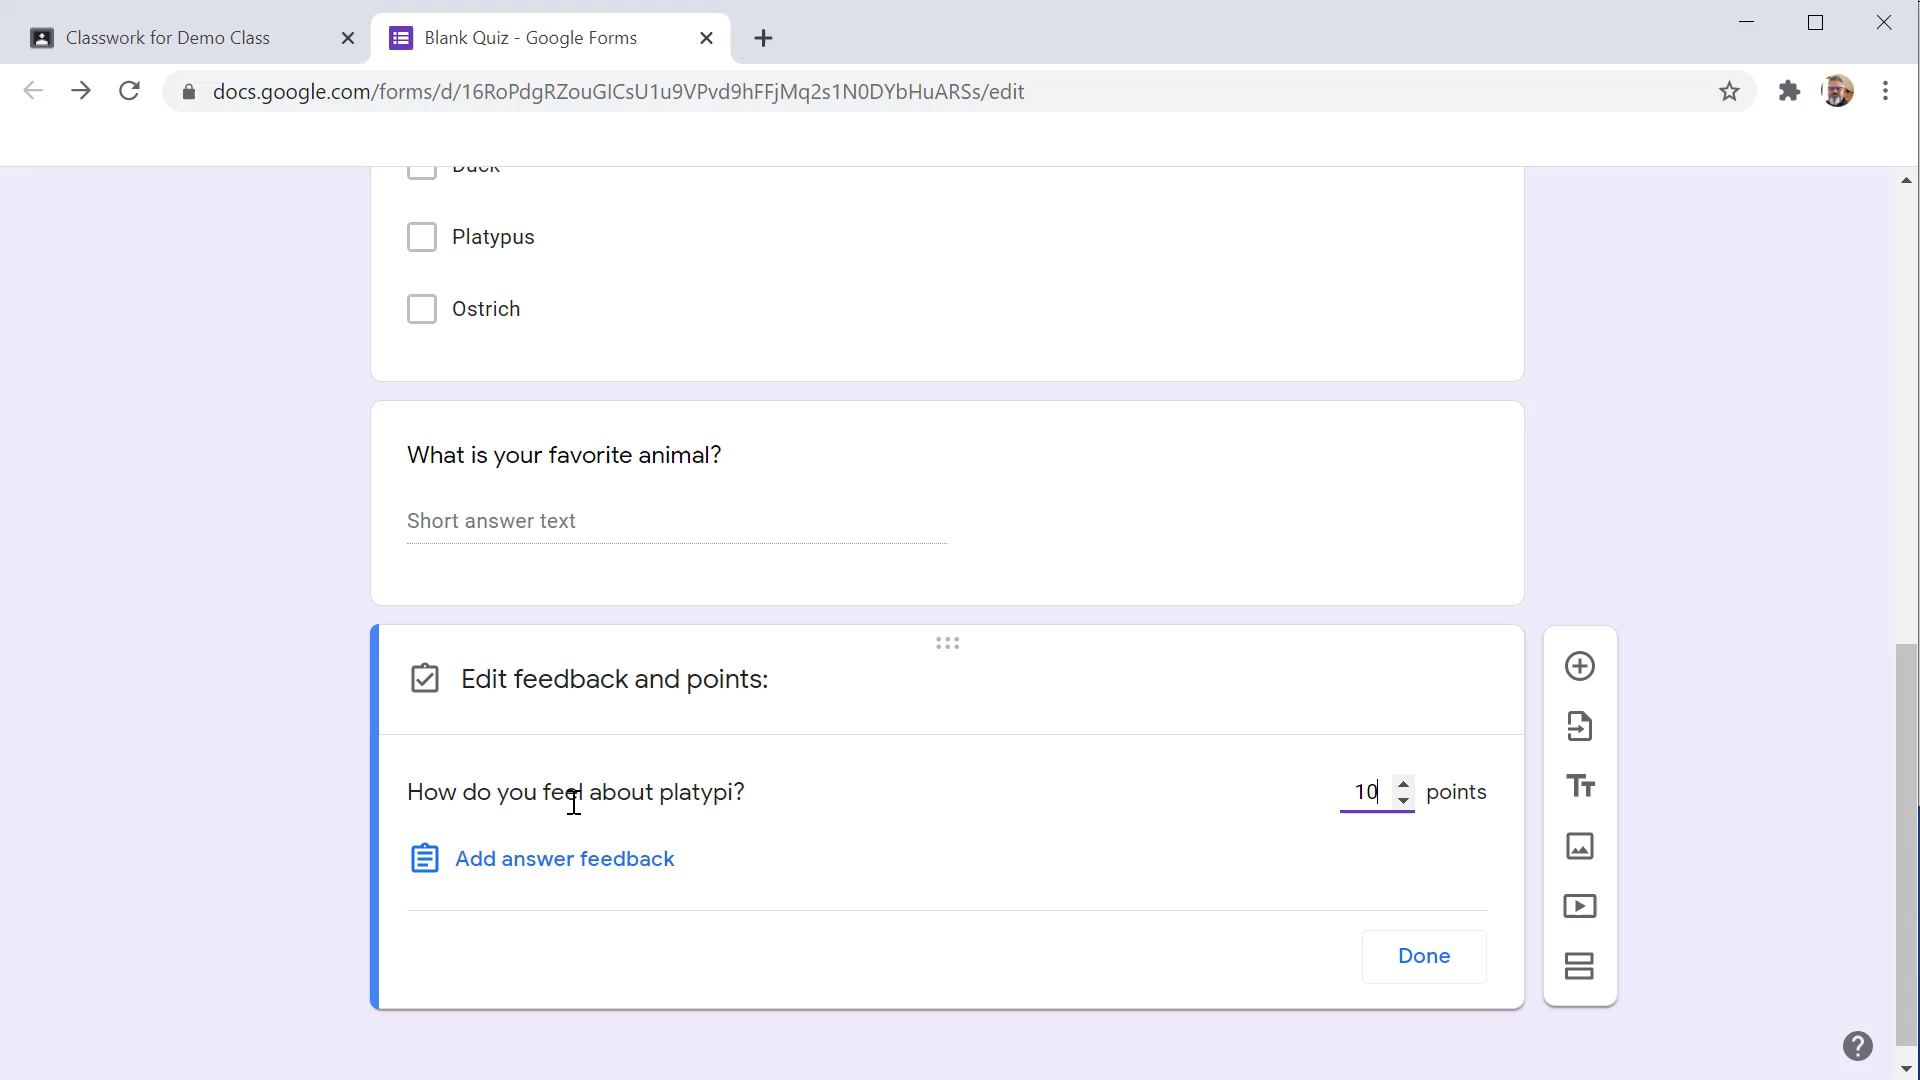 Classwork for Demo Class
Blank Quiz - Google Forms
docs.google.com/forms/d/16RoPdgRZouGICsU1u9VPvd9hFFjMq2s1N0DYbHuARSs/edit
Duck
Platypus
Ostrich
What is your favorite animal?
Short answer text
Edit feedback and points:
How do you feel about platypi?
10 points
Add answer feedback
Done